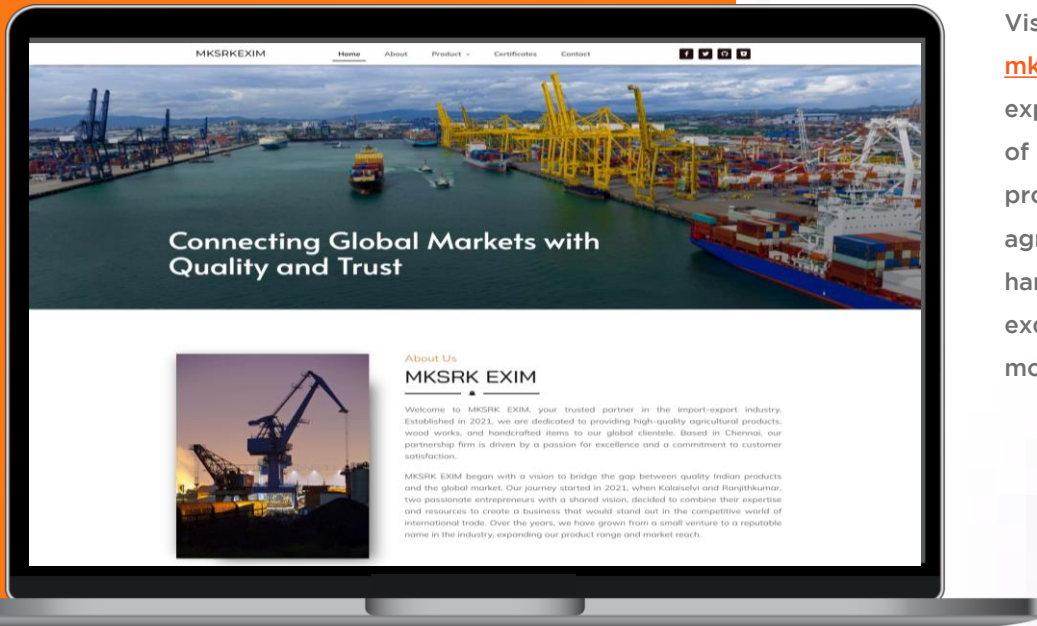 MKSRKEXIM
Home About Product Certificates Contact
Connecting Global Markets with
Quality and Trust
About Us
MKSRK EXIM
Welcome to MKSRK EXIM, your trusted partner in the import-export industry.
Established in 2021, we are dedicated to providing high-quality agricultural products,
wood works, and handcrafted items to our global clientele. Based in Chennai, our
partnership firm is driven by a passion for excellence and a commitment to customer
satisfaction.
MKSRK EXIM began with a vision to bridge the gap between quality Indian products
and the global market. Our journey started in 2021, when Kalaiselvi and Ranjithkumar,
two passionate entrepreneurs with a shared vision, decided to combine their expertise
and resources to create a business that would stand out in the competitive world of
international trade. Over the years, we have grown from a small venture to a reputable
name in the industry, expanding our product range and market reach.
Vis
mk
exp
of
pro
agr
har
exc
mo